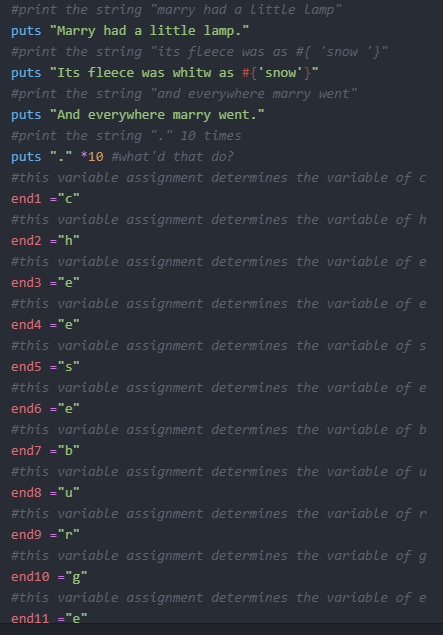 #print the string "marry had a little lamp"
puts "Marry had a little lamp."
#print the string "its fleece was as #{ 'snow '}"
puts "Its fleece was whitw as #{'snow'}"
#print the string "and everywhere marry went"
puts "And everywhere marry went."
#print the string "." 10 times
puts "." *10 #what'd that do?
#this variable assignment determines the variable of c
end1 ="c"
#this variable assignment determines the variable of h
end2 ="h"
#this variable assignment determines the variable of e
end3 ="e"
#this variable assignment determines the variable of e
end4 ="e"
#this variable assignment determines the variable of s
end5 ="s"
#this variable assignment determines the variable of e
end6 ="e"
#this variable assignment determines the variable of b
end7 ="b"
#this variable assignment determines the variable of u
end8 ="u"
#this variable assignment determines the variable of r
end9 ="r"
#this variable assignment determines the variable of g
end10 ="g"
#this variable assignment determines the variable of e
end11 ="e"